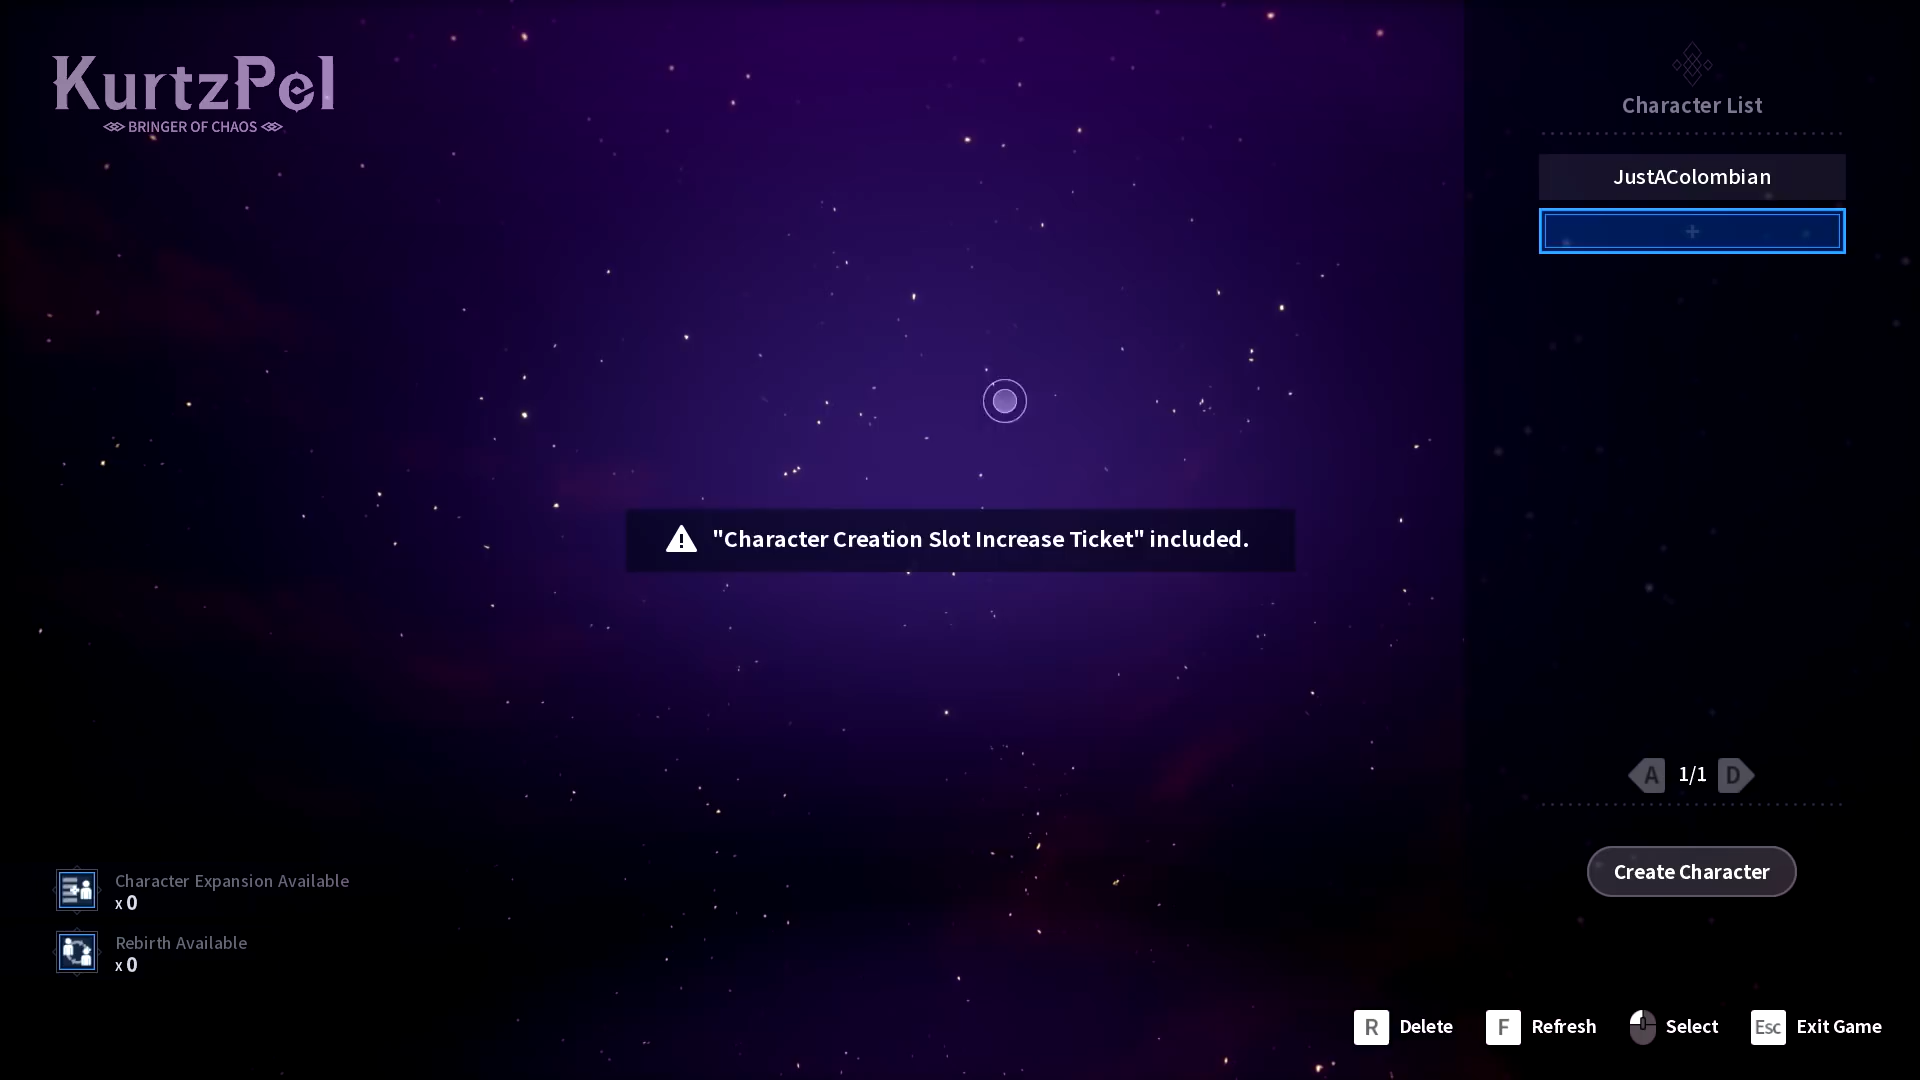 KurtzPel
BRINGER OF CHAOS
Character List
JustAColombian
+
"Character Creation Slot Increase Ticket" included.
A 1/1 D
Create Character
Character Expansion Available
x 0
Rebirth Available
x 0
R Delete F Refresh Select Esc Exit Game